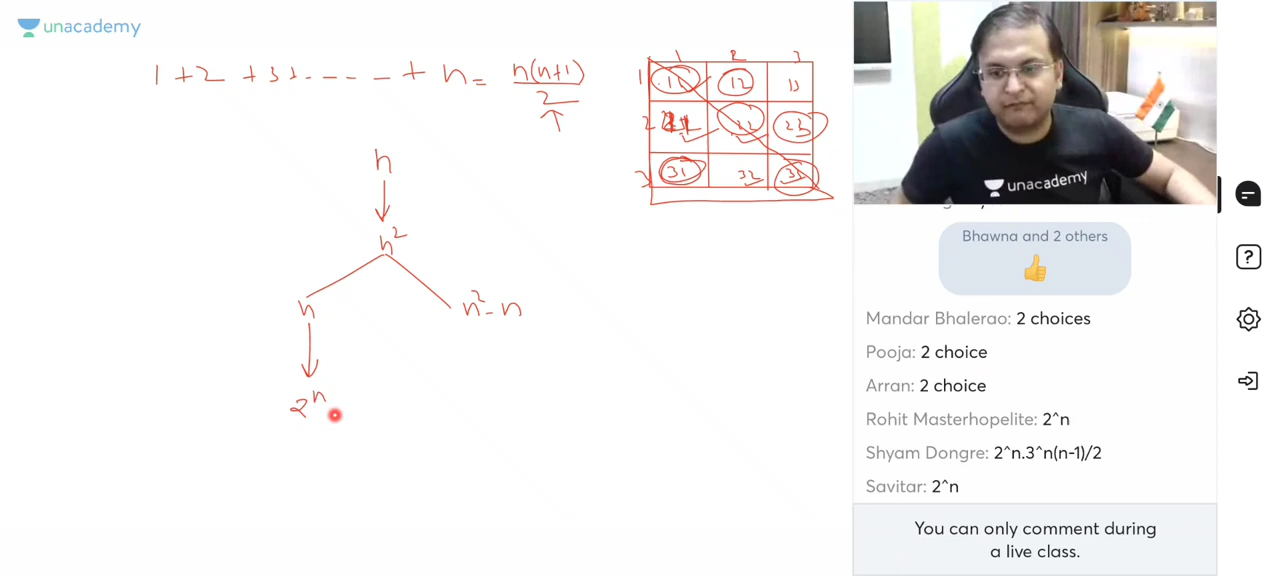 unacademy
1 + 2 + 3 + - - - - + n = n(n+1)/2
n
n²
n
n² - n
2ⁿ
1 2 3
1 11 12 13
2 22 23
3 31 32 33
unacademy
Bhawna and 2 others
👍
Mandar Bhalerao: 2 choices
Pooja: 2 choice
Arran: 2 choice
Rohit Masterhopelite: 2^n
Shyam Dongre: 2^n.3^n(n-1)/2
Savitar: 2^n
You can only comment during
a live class.
?